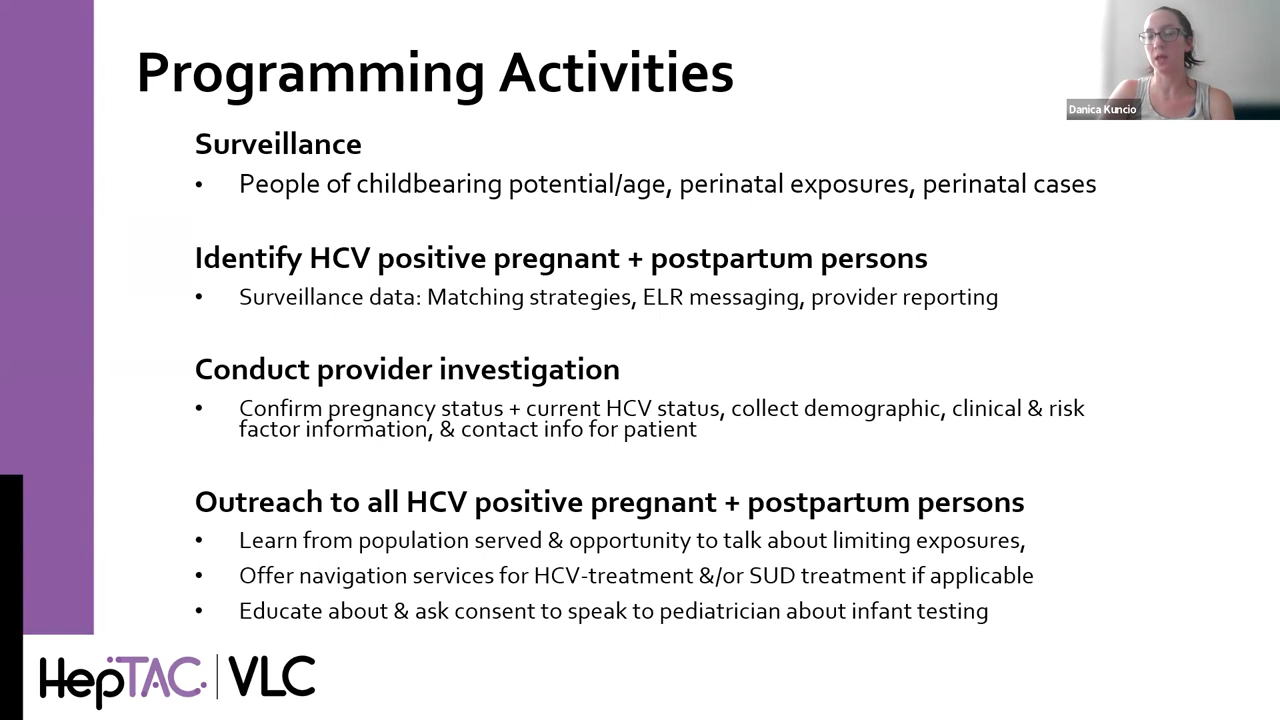 Programming Activities
Danica Kuncio
Surveillance
• People of childbearing potential/age, perinatal exposures, perinatal cases
Identify HCV positive pregnant + postpartum persons
• Surveillance data: Matching strategies, ELR messaging, provider reporting
Conduct provider investigation
• Confirm pregnancy status + current HCV status, collect demographic, clinical & risk
factor information, & contact info for patient
Outreach to all HCV positive pregnant + postpartum persons
• Learn from population served & opportunity to talk about limiting exposures,
• Offer navigation services for HCV-treatment &/or SUD treatment if applicable
• Educate about & ask consent to speak to pediatrician about infant testing
HepTAC | VLC